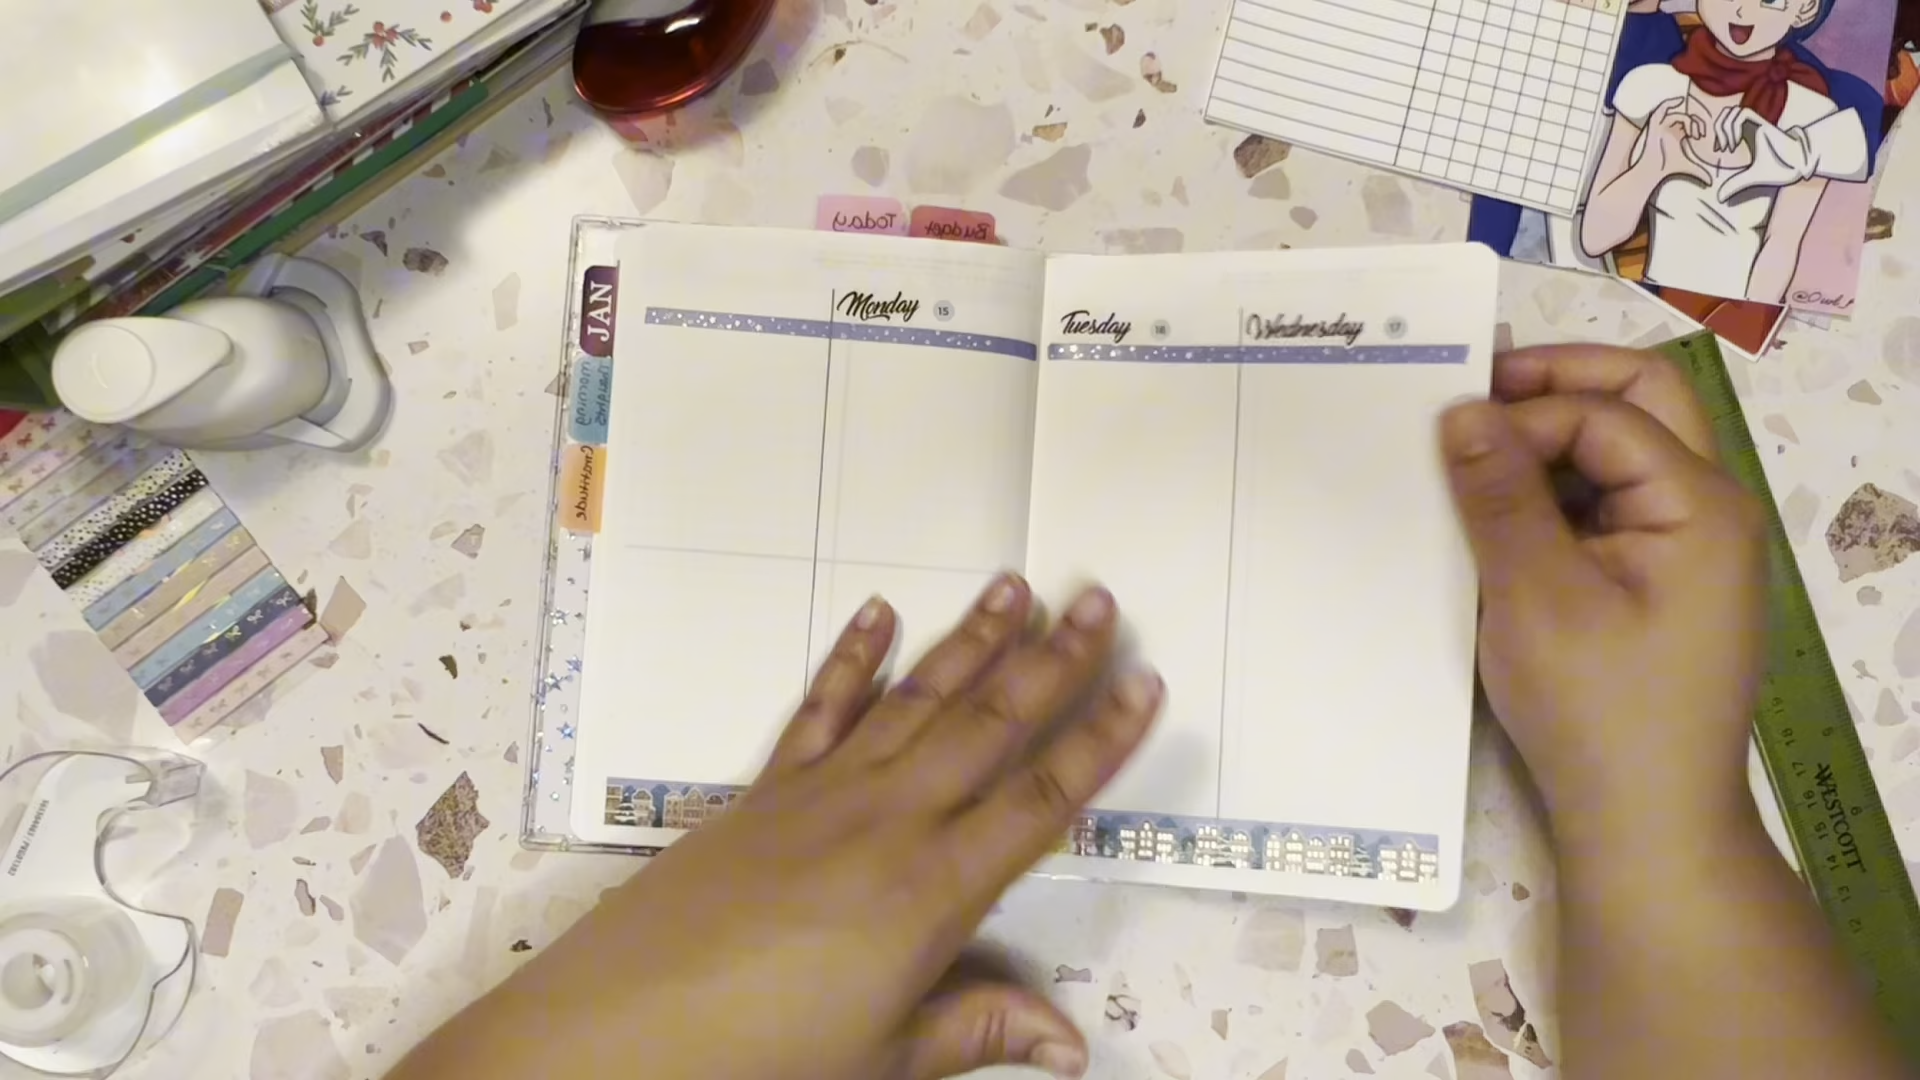 Today
Budget
JAN
Monday 15
Tuesday 16
Wednesday 17
WESTCOTT